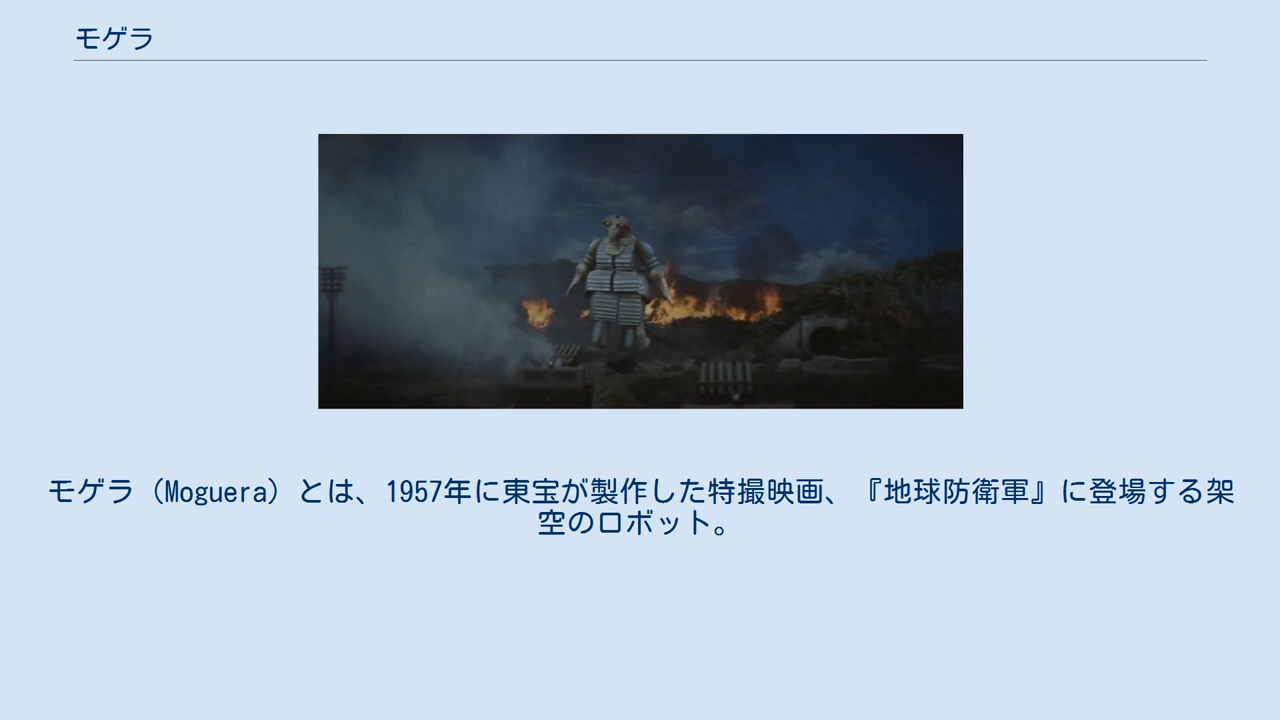 モゲラ
モゲラ（Moguera）とは、1957年に東宝が製作した特撮映画、『地球防衛軍』に登場する架
空のロボット。